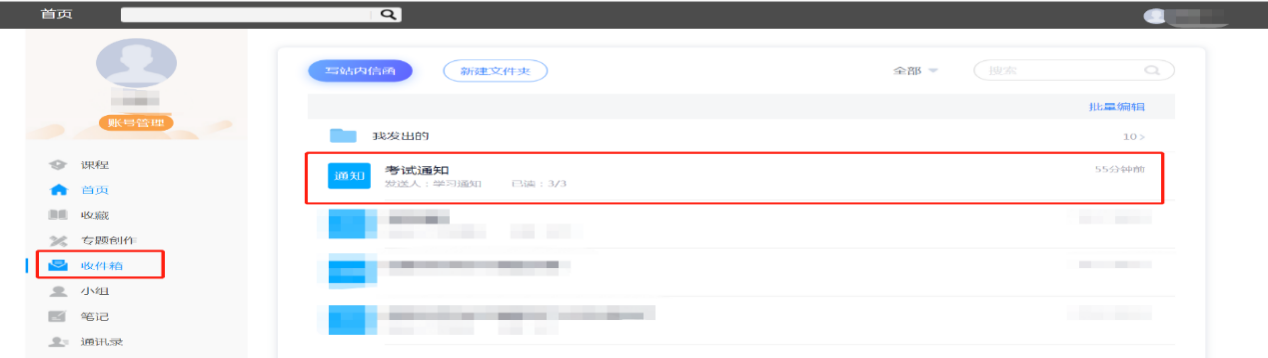 首页
账号管理
课程
首页
收藏
专题创作
收件箱
小组
笔记
通讯录
写站内信函
新建文件夹
全部
搜索
批量编辑
我发出的 10 >
通知 考试通知 55分钟前
发送人：学习通知 已读：3/3